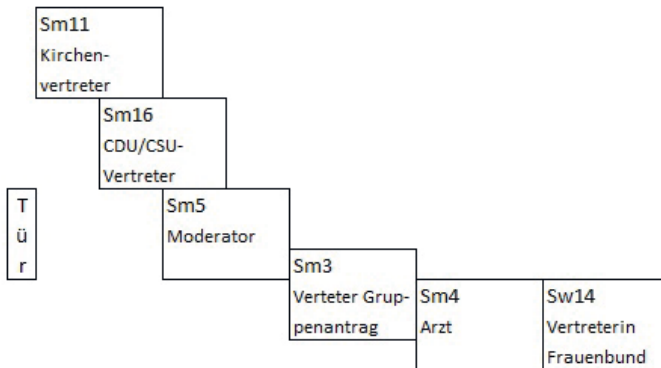 Sm11
Kirchen-
vertreter
Sm16
CDU/CSU-
Vertreter
T
ü
r
Sm5
Moderator
Sm3
Verteter Grup-
penantrag
Sm4
Arzt
Sw14
Vertreterin
Frauenbund